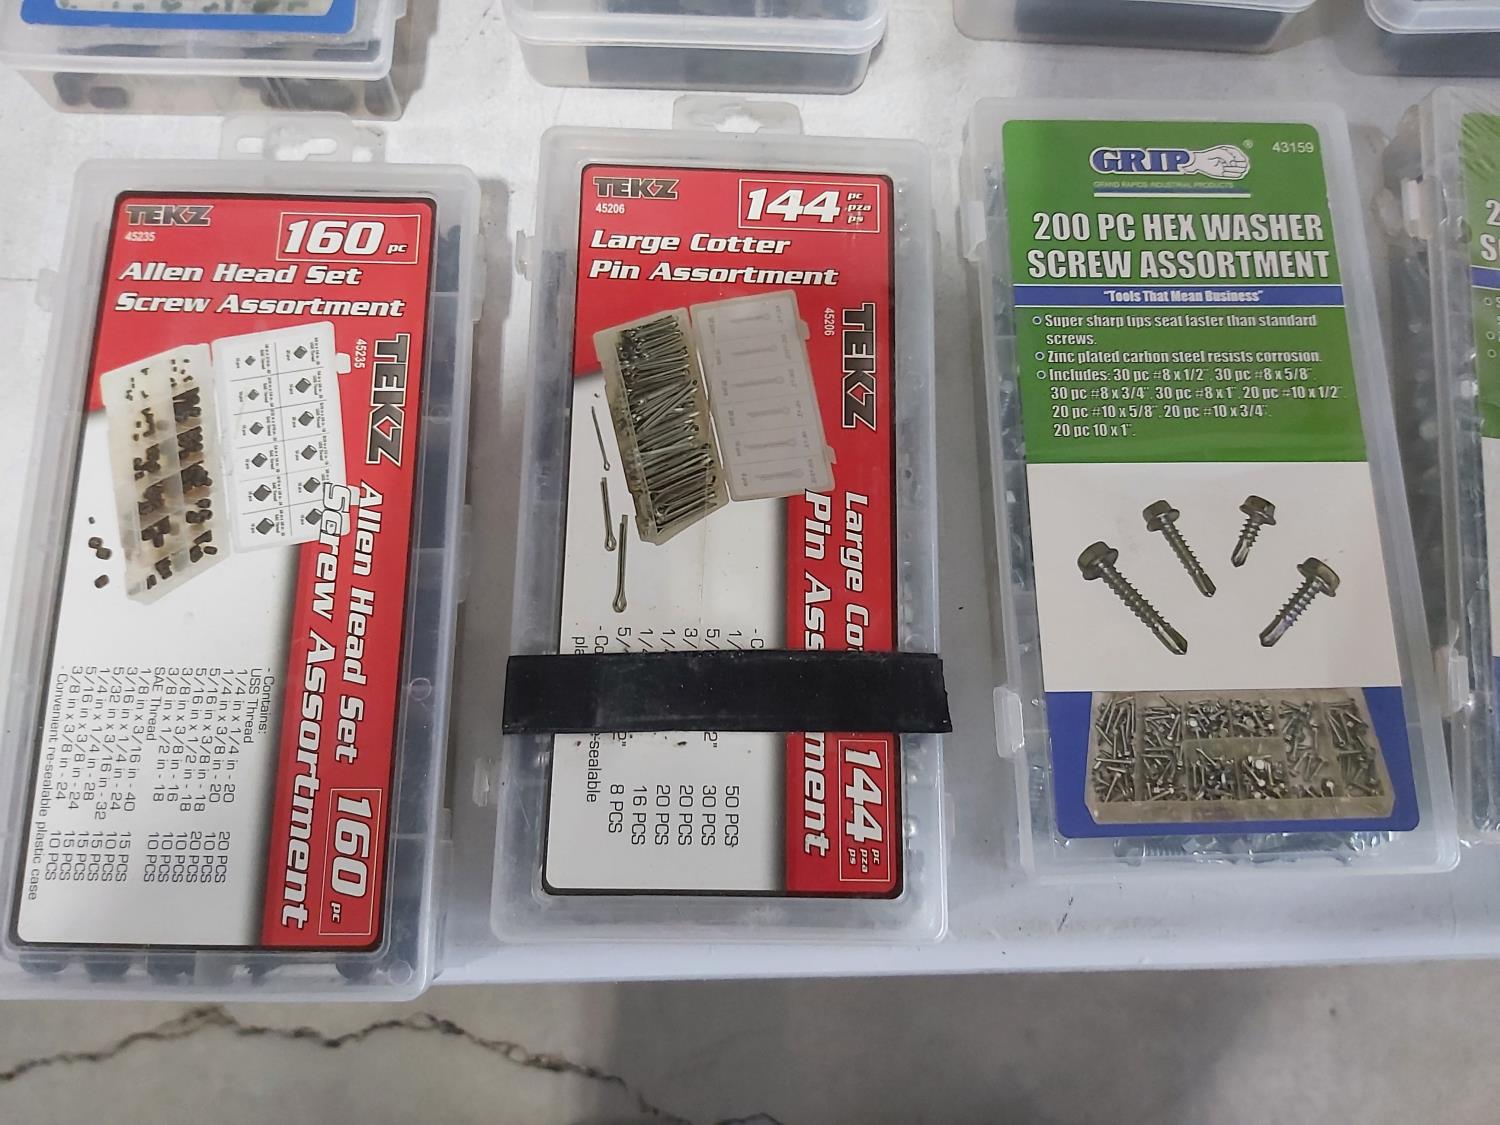 TEKZ
45235
160 pc
Allen Head Set
Screw Assortment
45235
TEKZ
Allen Head Set
Screw Assortment
160 pc
- Contains:
USS Thread
1/4 in x 1/4 in - 20 20 PCS
1/4 in x 3/8 in - 20 10 PCS
5/16 in x 3/8 in - 18 20 PCS
5/16 in x 1/2 in - 18 10 PCS
3/8 in x 3/8 in - 16 10 PCS
3/8 in x 1/2 in - 16 10 PCS
SAE Thread
1/8 in x 3/16 in - 40 15 PCS
3/16 in x 1/4 in - 24 10 PCS
5/32 in x 3/16 in - 32 15 PCS
1/4 in x 1/4 in - 28 15 PCS
5/16 in x 3/8 in - 24 15 PCS
3/8 in x 3/8 in - 24 10 PCS
- Convenient re-sealable plastic case
TEKZ
45206
144 pc pza ps
Large Cotter
Pin Assortment
45206
TEKZ
Large Co
Pin Ass ment
144 pc pza ps
50 PCS
30 PCS
20 PCS
20 PCS
16 PCS
8 PCS
e-sealable
GRIP ®
43159
GRAND RAPIDS INDUSTRIAL PRODUCTS
200 PC HEX WASHER
SCREW ASSORTMENT
"Tools That Mean Business"
Super sharp tips seat faster than standard
screws.
Zinc plated carbon steel resists corrosion.
Includes: 30 pc #8 x 1/2", 30 pc #8 x 5/8"
30 pc #8 x 3/4", 30 pc #8 x 1", 20 pc #10 x 1/2"
20 pc #10 x 5/8", 20 pc #10 x 3/4",
20 pc 10 x 1".
2
S